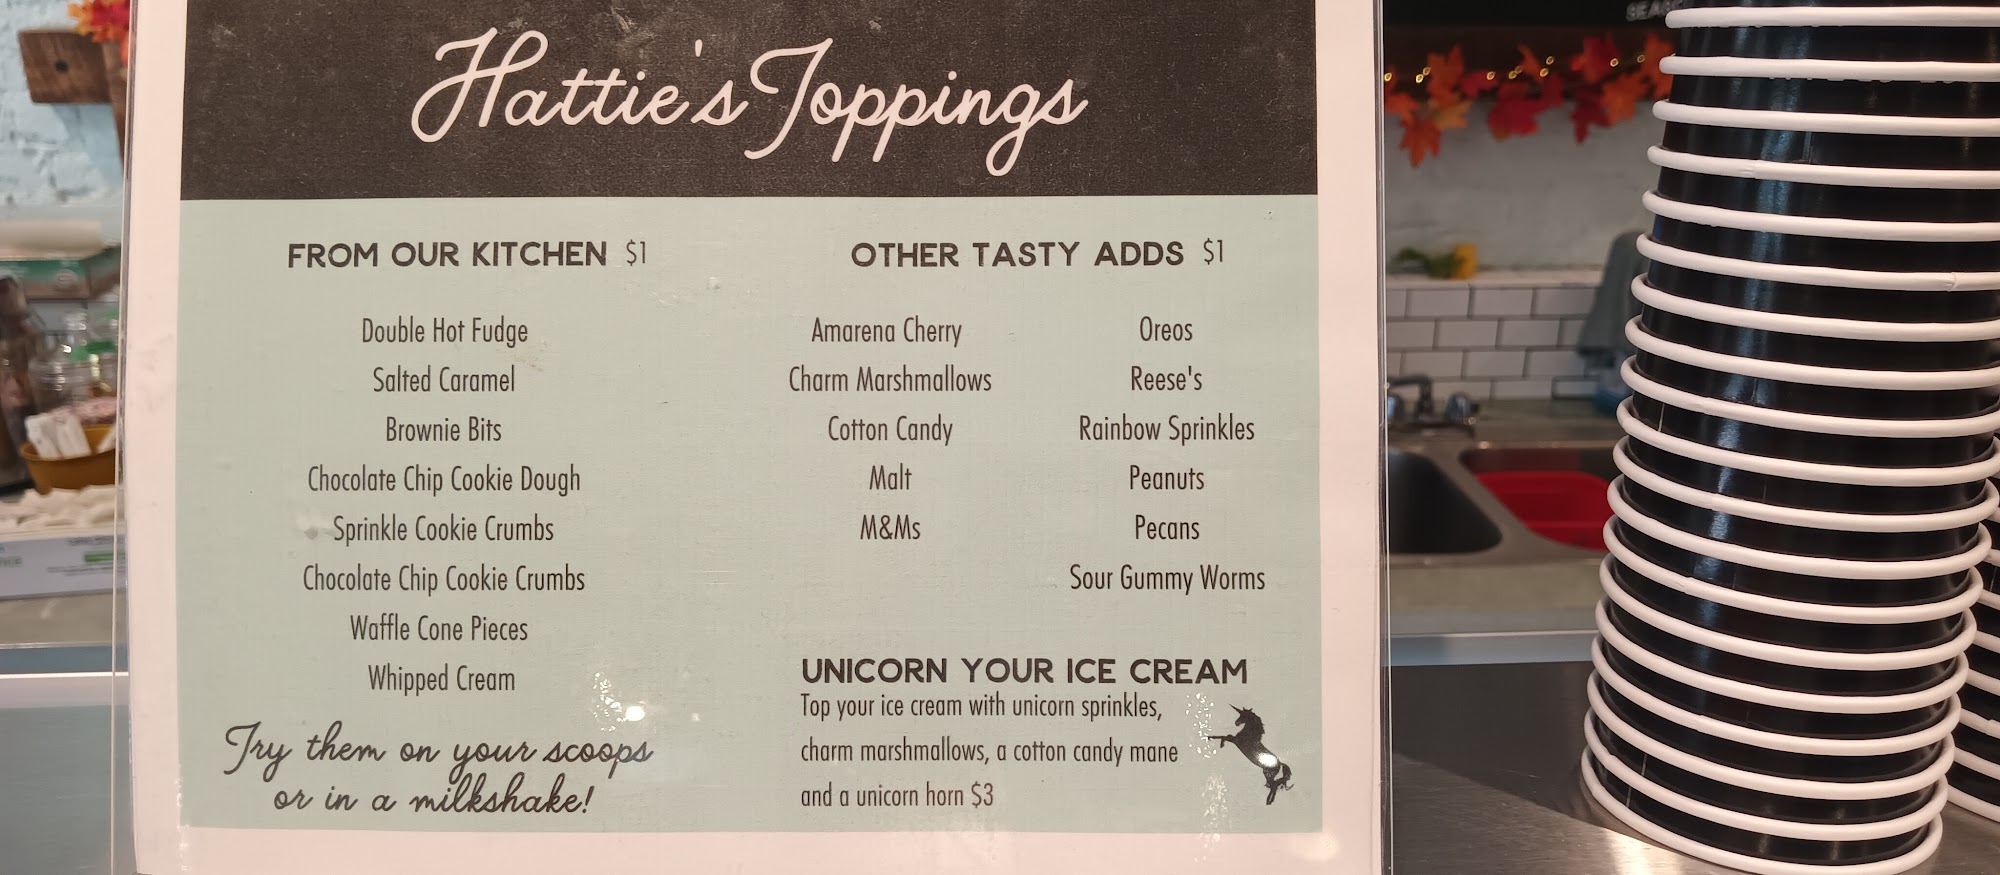 Hattie's Toppings
FROM OUR KITCHEN $1
Double Hot Fudge
Salted Caramel
Brownie Bits
Chocolate Chip Cookie Dough
Sprinkle Cookie Crumbs
Chocolate Chip Cookie Crumbs
Waffle Cone Pieces
Whipped Cream
Try them on your scoops
or in a milkshake!
OTHER TASTY ADDS $1
Amarena Cherry
Charm Marshmallows
Cotton Candy
Malt
M&Ms
Oreos
Reese's
Rainbow Sprinkles
Peanuts
Pecans
Sour Gummy Worms
UNICORN YOUR ICE CREAM
Top your ice cream with unicorn sprinkles,
charm marshmallows, a cotton candy mane
and a unicorn horn $3